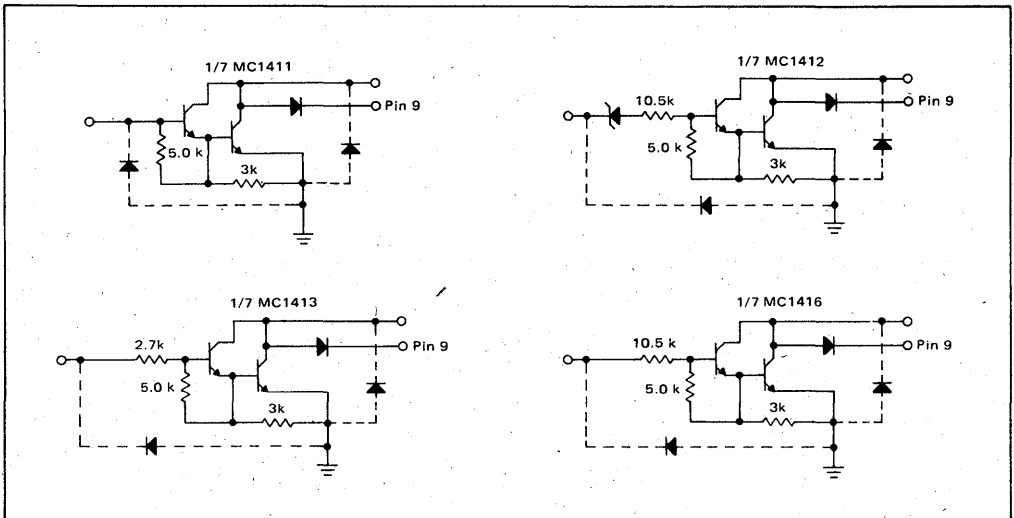 1/7 MC1411
Pin 9
5.0 k
3k
1/7 MC1412
10.5k
Pin 9
5.0 k
3k
1/7 MC1413
2.7k
Pin 9
5.0 k
3k
1/7 MC1416
10.5 k
Pin 9
5.0 k
3k